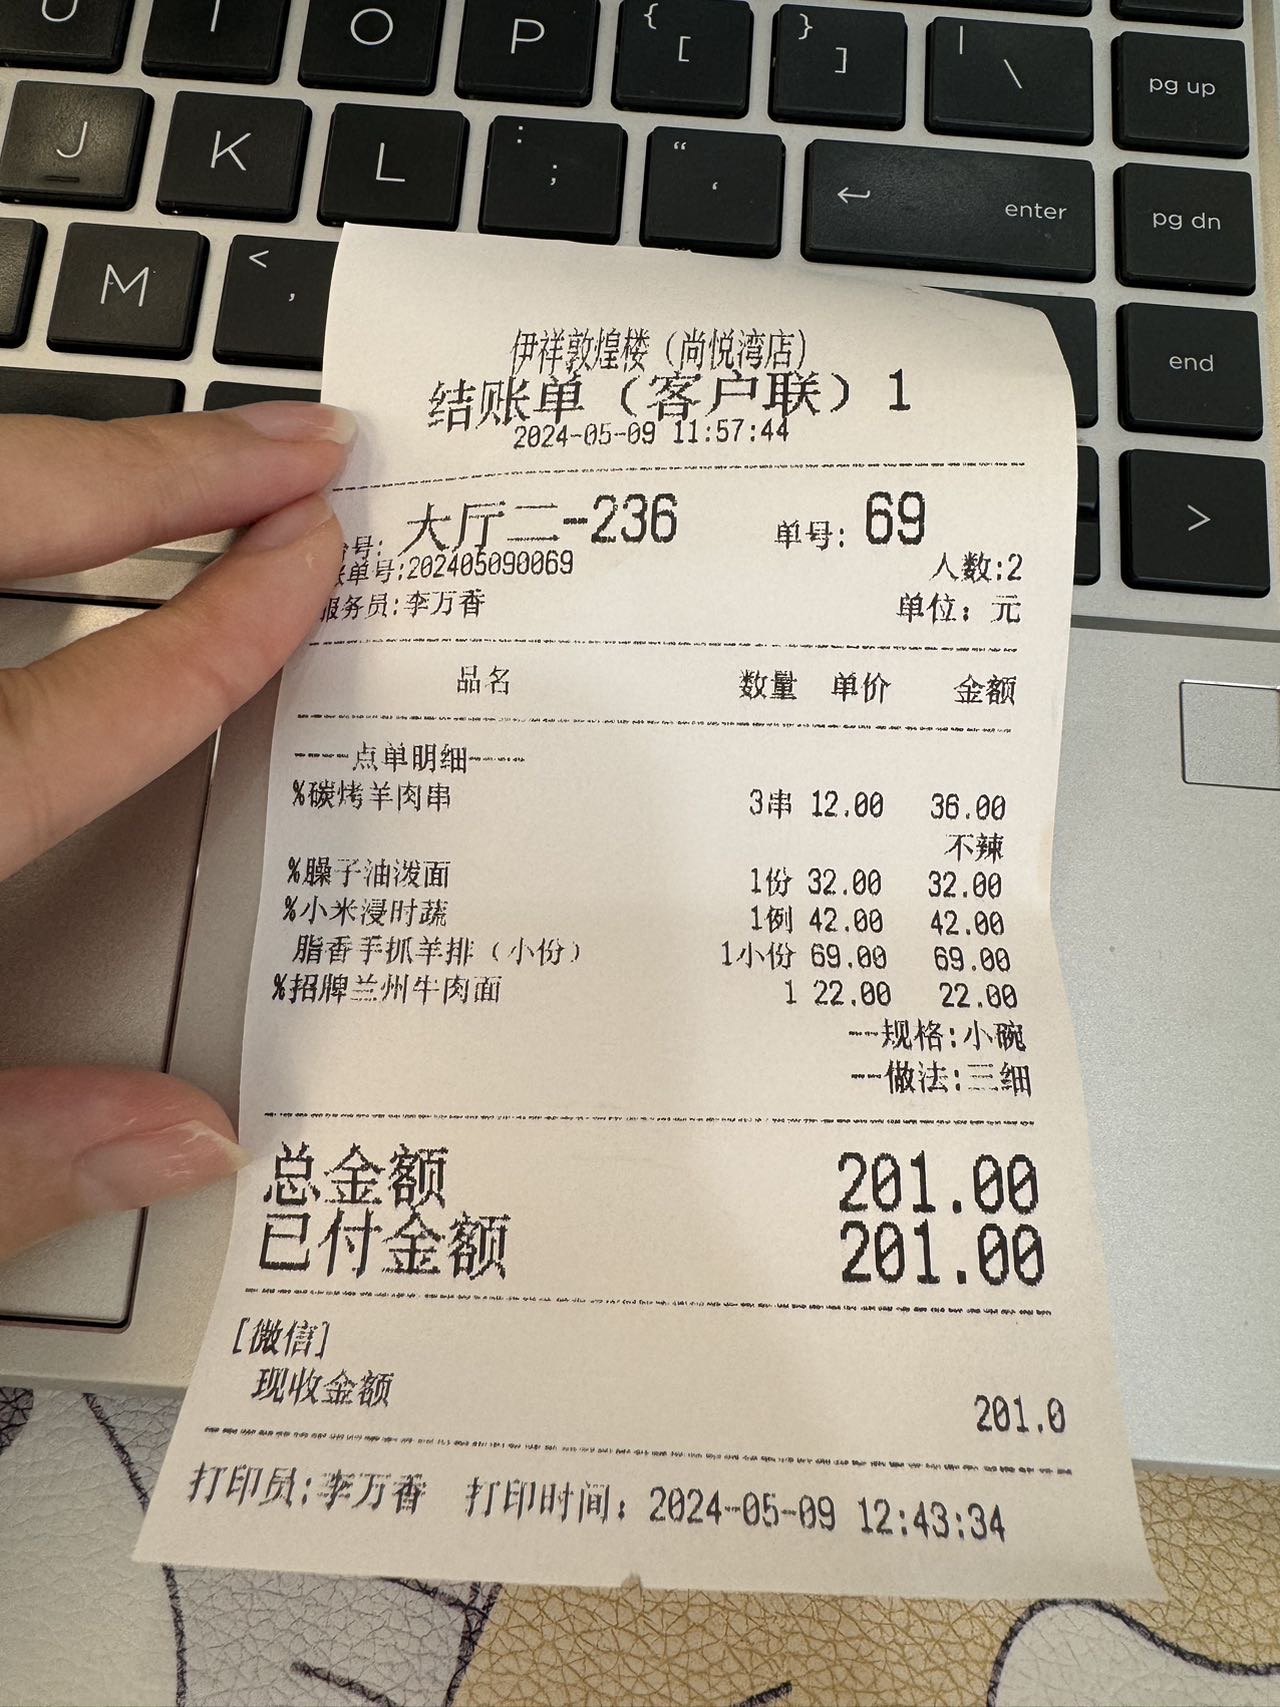 U I O P { [ } ] | \ pg up
J K L : ; “ ‘ enter pg dn
M < , end
>
伊祥敦煌楼（尚悦湾店）
结账单（客户联）1
2024-05-09 11:57:44
台号: 大厅二-236 单号: 69
账单号:202405090069 人数:2
服务员:李万香 单位: 元
品名 数量 单价 金额
----点单明细----
%碳烤羊肉串 3串 12.00 36.00
不辣
%臊子油泼面 1份 32.00 32.00
%小米浸时蔬 1例 42.00 42.00
脂香手抓羊排（小份） 1小份 69.00 69.00
%招牌兰州牛肉面 1 22.00 22.00
--规格:小碗
--做法:三细
总金额 201.00
已付金额 201.00
[微信]
现收金额 201.0
打印员:李万香 打印时间: 2024-05-09 12:43:34